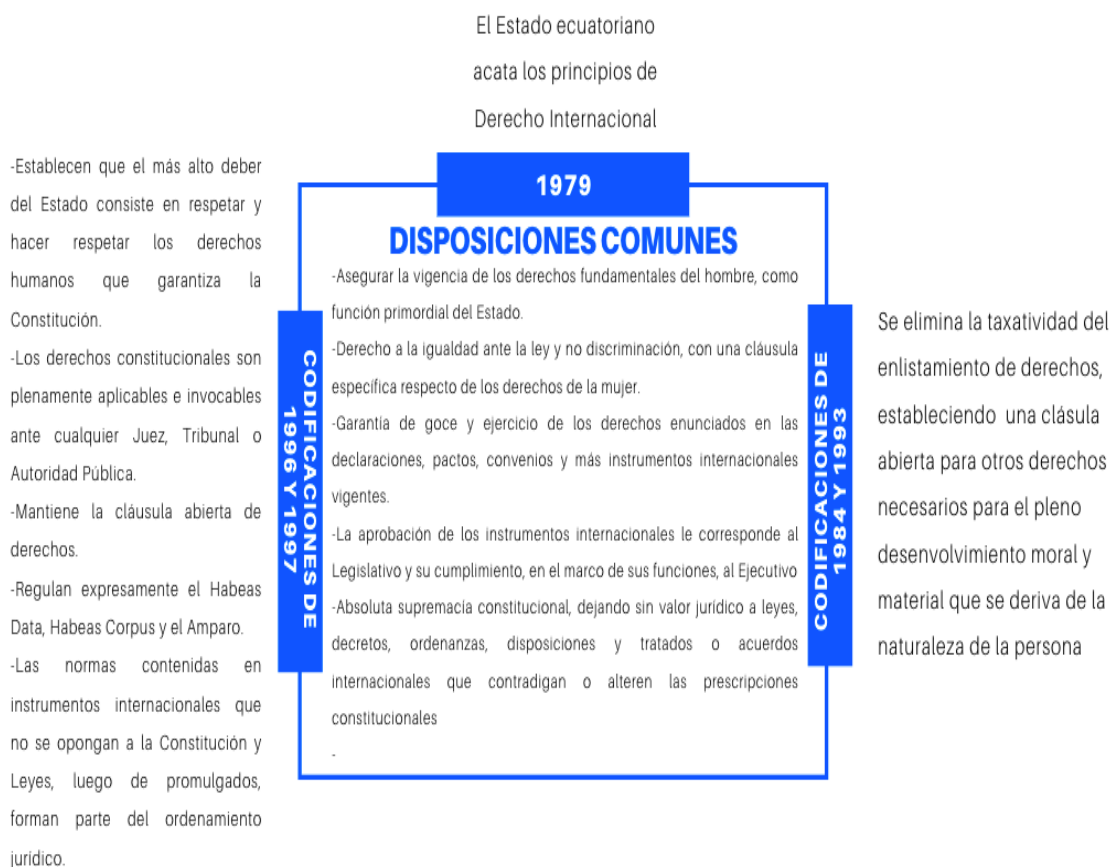 El Estado ecuatoriano
acata los principios de
Derecho Internacional
1979
DISPOSICIONES COMUNES
-Asegurar la vigencia de los derechos fundamentales del hombre, como
función primordial del Estado.
-Derecho a la igualdad ante la ley y no discriminación, con una cláusula
específica respecto de los derechos de la mujer.
-Garantía de goce y ejercicio de los derechos enunciados en las
declaraciones, pactos, convenios y más instrumentos internacionales
vigentes.
-La aprobación de los instrumentos internacionales le corresponde al
Legislativo y su cumplimiento, en el marco de sus funciones, al Ejecutivo
-Absoluta supremacía constitucional, dejando sin valor jurídico a leyes,
decretos, ordenanzas, disposiciones y tratados o acuerdos
internacionales que contradigan o alteren las prescripciones
constitucionales
-
-Establecen que el más alto deber
del Estado consiste en respetar y
hacer respetar los derechos
humanos que garantiza la
Constitución.
-Los derechos constitucionales son
plenamente aplicables e invocables
ante cualquier Juez, Tribunal o
Autoridad Pública.
-Mantiene la cláusula abierta de
derechos.
-Regulan expresamente el Habeas
Data, Habeas Corpus y el Amparo.
-Las normas contenidas en
instrumentos internacionales que
no se opongan a la Constitución y
Leyes, luego de promulgados,
forman parte del ordenamiento
jurídico.
CODIFICACIONES DE
1996 Y 1997
CODIFICACIONES DE
1984 Y 1993
Se elimina la taxatividad del
enlistamiento de derechos,
estableciendo una clásula
abierta para otros derechos
necesarios para el pleno
desenvolvimiento moral y
material que se deriva de la
naturaleza de la persona